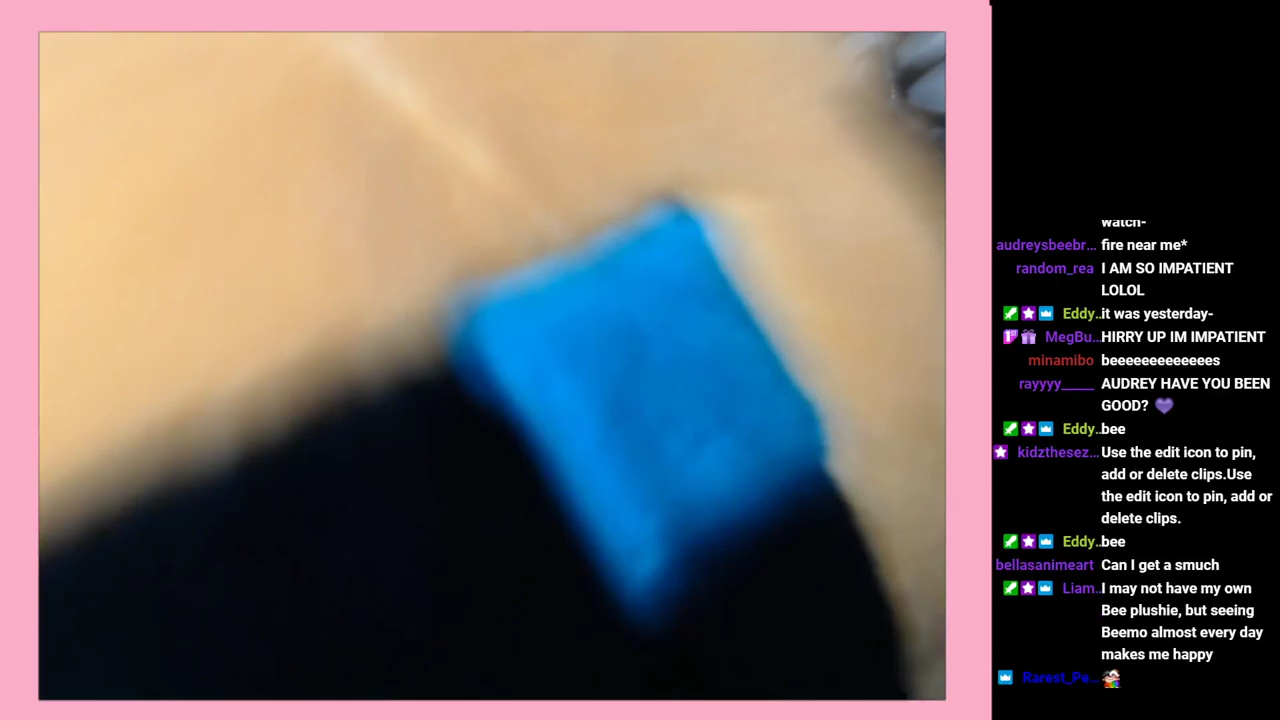 watch-
audreysbeebr... fire near me*
random_rea I AM SO IMPATIENT
LOLOL
Eddy.. it was yesterday-
MegBu... HIRRY UP IM IMPATIENT
minamibo beeeeeeeeeeeees
rayyyy_____ AUDREY HAVE YOU BEEN
GOOD?
Eddy.. bee
kidzthesez... Use the edit icon to pin,
add or delete clips.Use
the edit icon to pin, add or
delete clips.
Eddy.. bee
bellasanimeart Can I get a smuch
Liam.. I may not have my own
Bee plushie, but seeing
Beemo almost every day
makes me happy
Rarest_Pe...